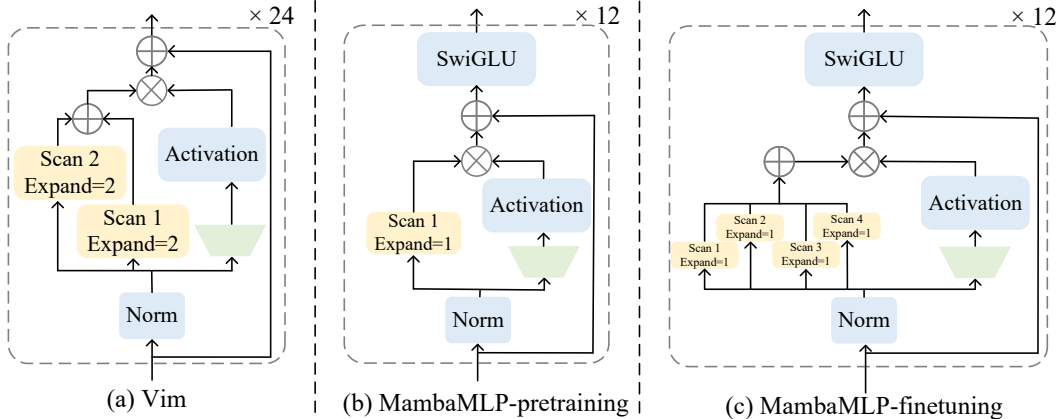 × 24
Scan 2
Expand=2
Scan 1
Expand=2
Activation
Norm
(a) Vim
× 12
SwiGLU
Scan 1
Expand=1
Activation
Norm
(b) MambaMLP-pretraining
× 12
SwiGLU
Scan 1
Expand=1
Scan 2
Expand=1
Scan 3
Expand=1
Scan 4
Expand=1
Activation
Norm
(c) MambaMLP-finetuning